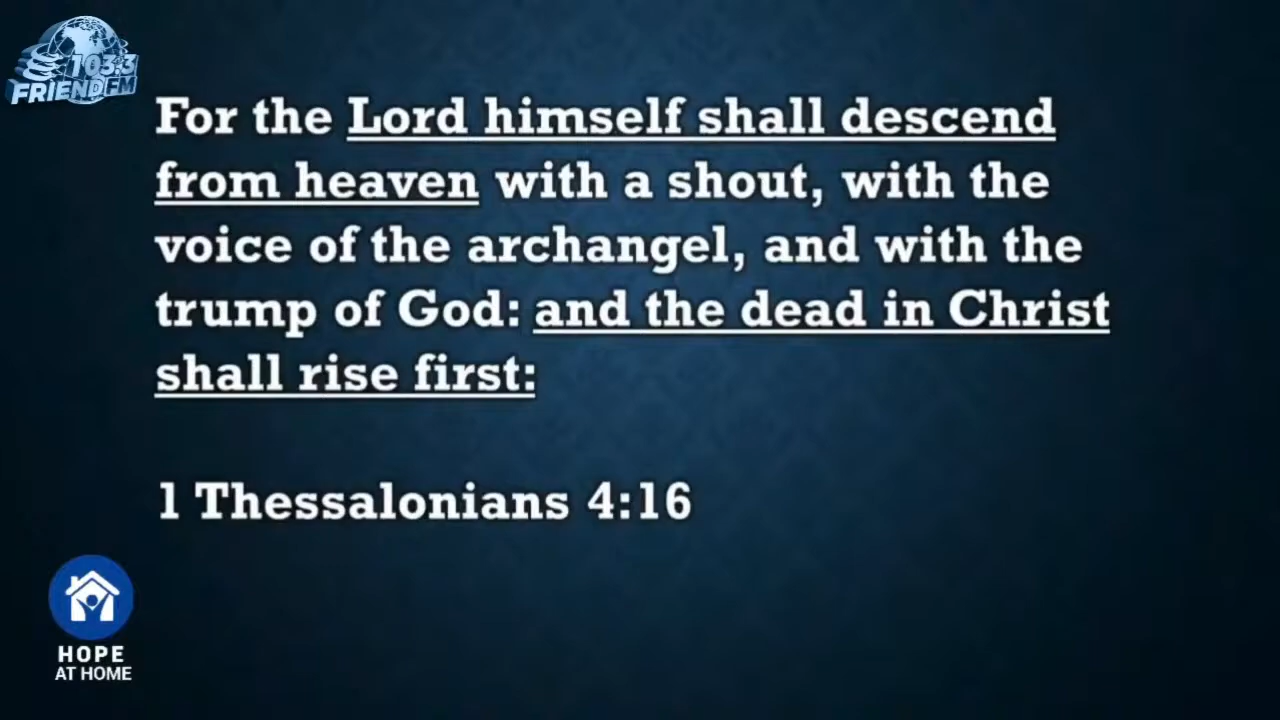 103.3
FRIEND FM
For the Lord himself shall descend
from heaven with a shout, with the
voice of the archangel, and with the
trump of God: and the dead in Christ
shall rise first:
1 Thessalonians 4:16
HOPE
AT HOME